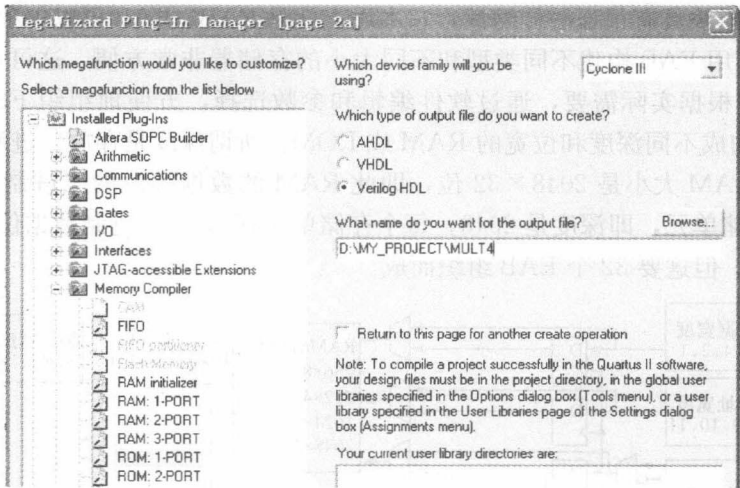 MegaWizard Plug-In Manager [page 2a]
Which megafunction would you like to customize?
Select a megafunction from the list below
Installed Plug-Ins
Altera SOPC Builder
Arithmetic
Communications
DSP
Gates
I/O
Interfaces
JTAG-accessible Extensions
Memory Compiler
CAM
FIFO
FIFO partitioner
Flash Memory
RAM initializer
RAM: 1-PORT
RAM: 2-PORT
RAM: 3-PORT
ROM: 1-PORT
ROM: 2-PORT
Which device family will you be using?
Cyclone III
Which type of output file do you want to create?
AHDL
VHDL
Verilog HDL
What name do you want for the output file?
Browse...
D:\MY_PROJECT\MULT4
Return to this page for another create operation
Note: To compile a project successfully in the Quartus II software,
your design files must be in the project directory, in the global user
libraries specified in the Options dialog box (Tools menu), or a user
library specified in the User Libraries page of the Settings dialog
box (Assignments menu).
Your current user library directories are: